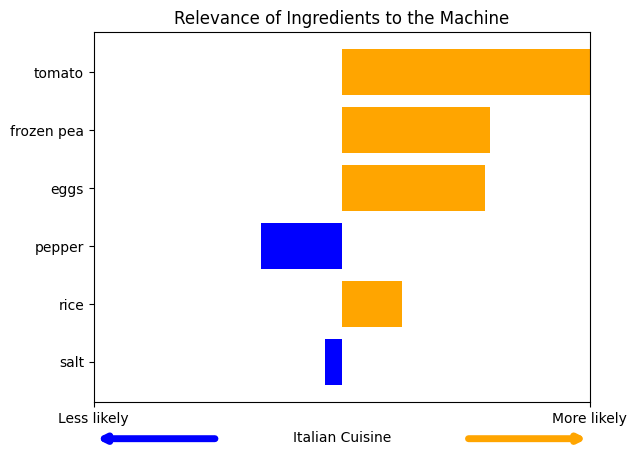 Relevance of Ingredients to the Machine
tomato
frozen pea
eggs
pepper
rice
salt
Less likely
More likely
Italian Cuisine